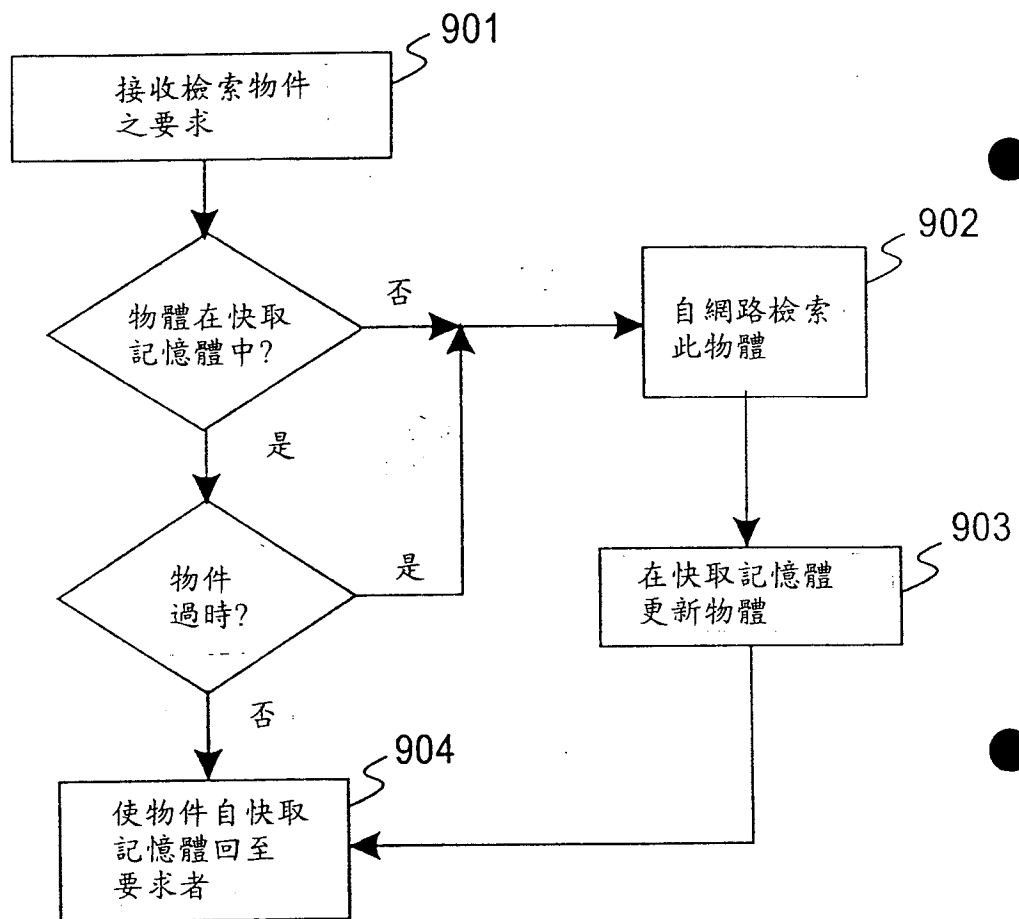 901
接收檢索物件
之要求
902
物體在快取
記憶體中?
否
自網路檢索
此物體
是
903
物件
過時?
是
在快取記憶體
更新物體
否
904
使物件自快取
記憶體回至
要求者